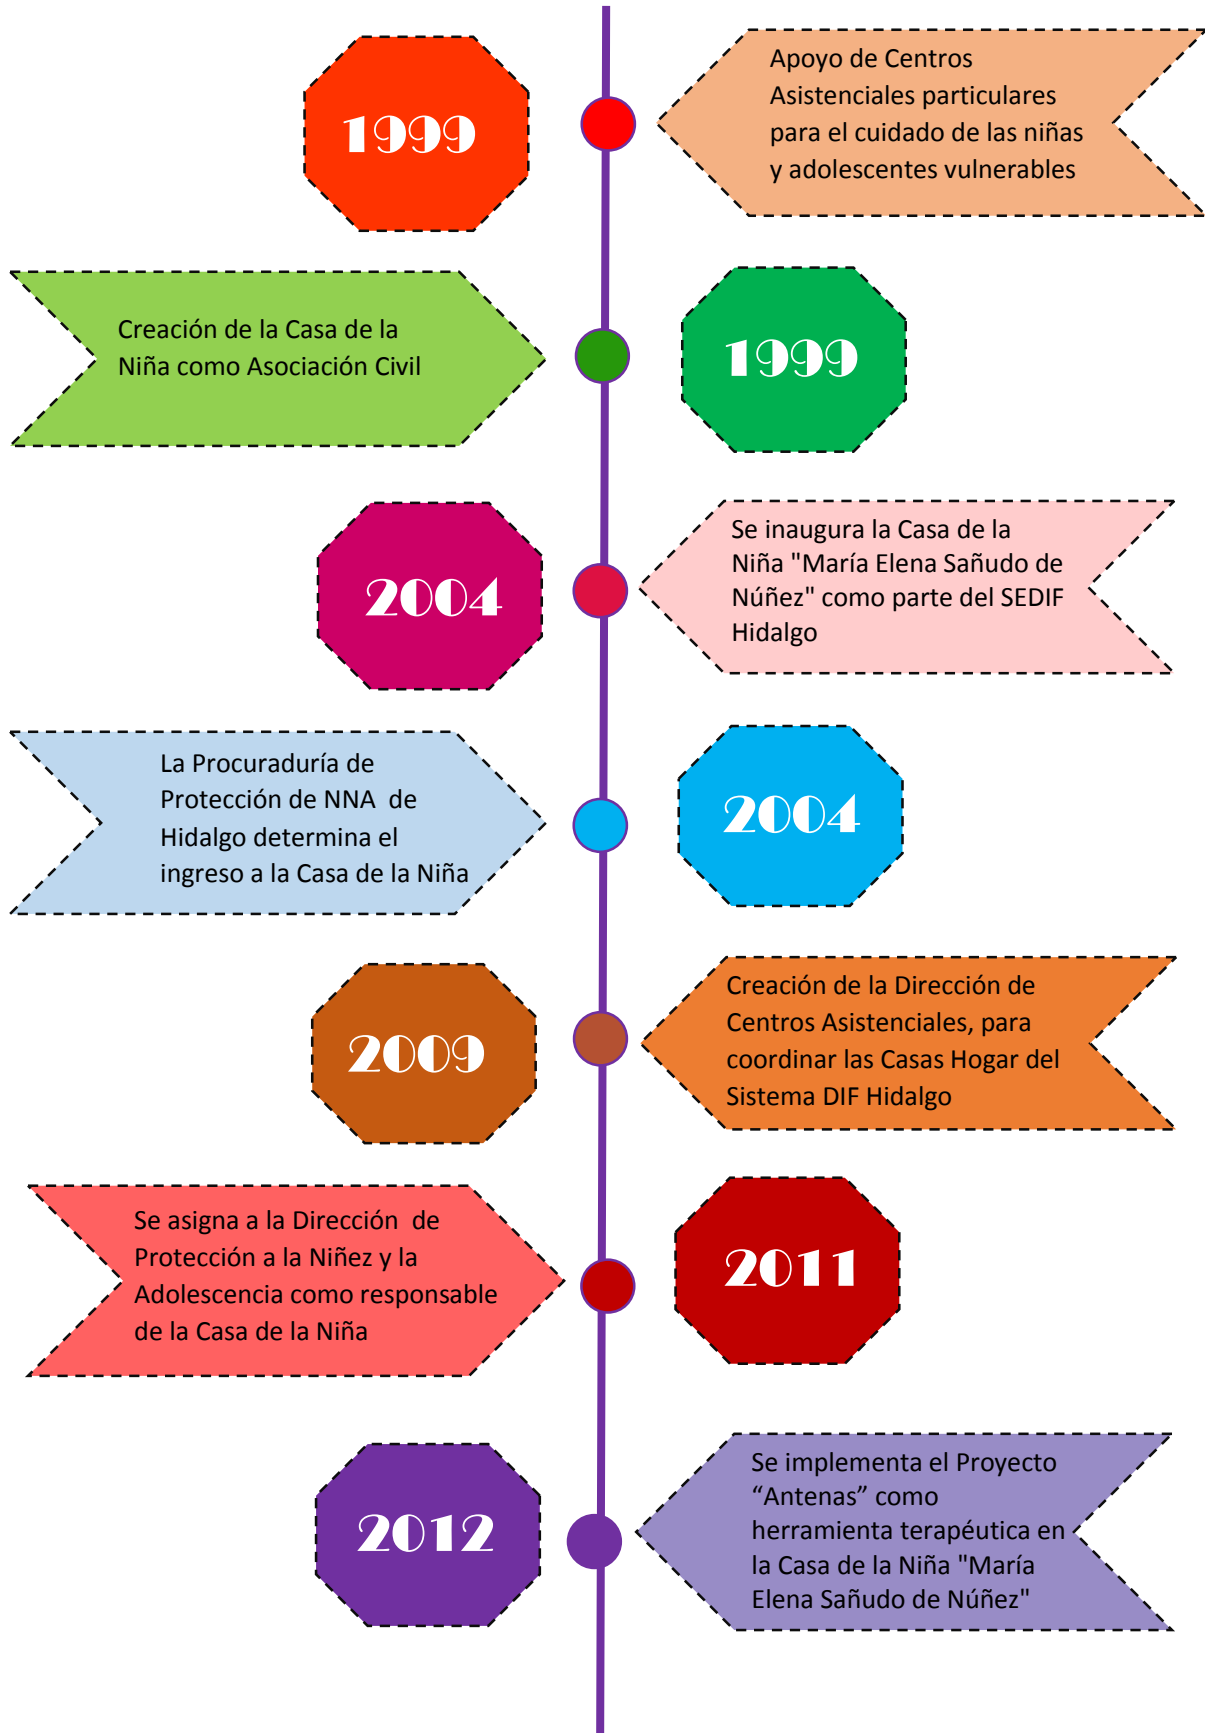 1999
Apoyo de Centros
Asistenciales particulares
para el cuidado de las niñas
y adolescentes vulnerables
Creación de la Casa de la
Niña como Asociación Civil
1999
2004
Se inaugura la Casa de la
Niña "María Elena Sañudo de
Núñez" como parte del SEDIF
Hidalgo
La Procuraduría de
Protección de NNA de
Hidalgo determina el
ingreso a la Casa de la Niña
2004
2009
Creación de la Dirección de
Centros Asistenciales, para
coordinar las Casas Hogar del
Sistema DIF Hidalgo
Se asigna a la Dirección de
Protección a la Niñez y la
Adolescencia como responsable
de la Casa de la Niña
2011
2012
Se implementa el Proyecto
“Antenas” como
herramienta terapéutica en
la Casa de la Niña "María
Elena Sañudo de Núñez"